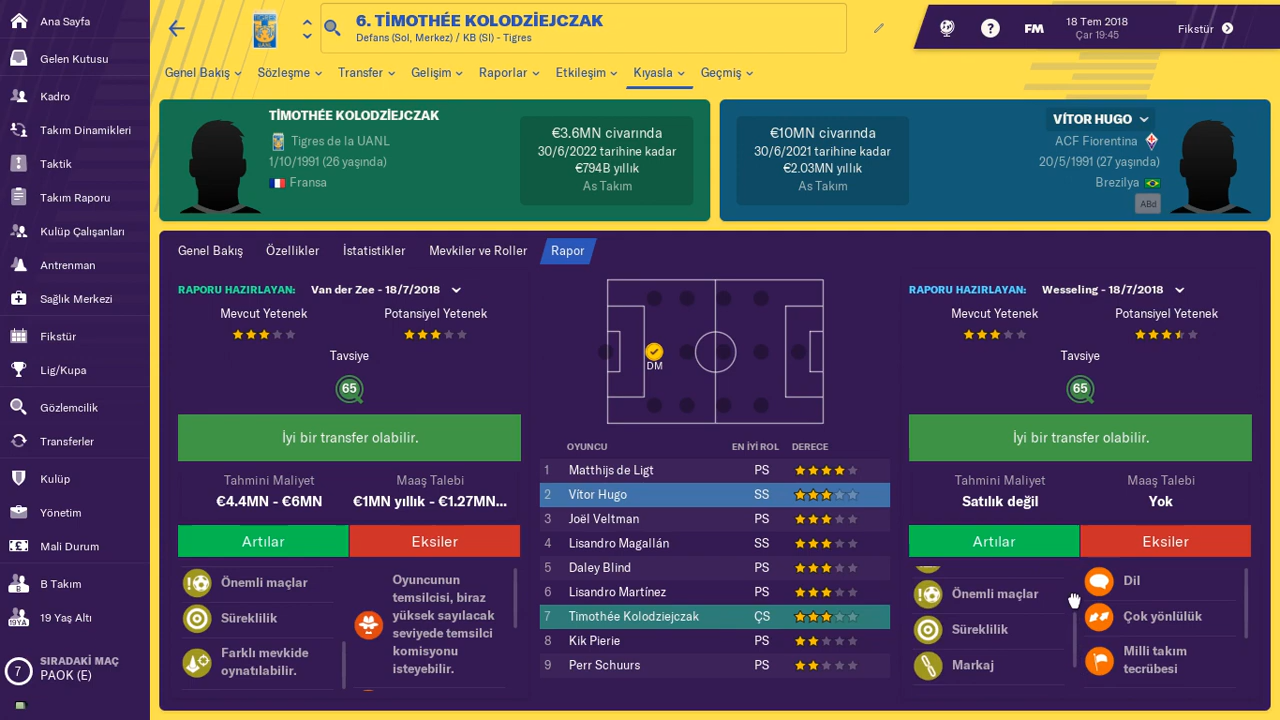 Ana Sayfa
Gelen Kutusu
Kadro
Takım Dinamikleri
Taktik
Takım Raporu
Kulüp Çalışanları
Antrenman
Sağlık Merkezi
Fikstür
Lig/Kupa
Gözlemcilik
Transferler
Kulüp
Yönetim
Mali Durum
B Takım
19 Yaş Altı
SIRADAKİ MAÇ
7 PAOK (E)
6. TİMOTHÉE KOLODZİEJCZAK
Defans (Sol, Merkez) / KB (Sl) - Tigres
FM
18 Tem 2018
Çar 19:45
Fikstür
Genel Bakış Sözleşme Transfer Gelişim Raporlar Etkileşim Kıyasla Geçmiş
TİMOTHÉE KOLODZİEJCZAK
Tigres de la UANL
1/10/1991 (26 yaşında)
Fransa
€3.6MN civarında
30/6/2022 tarihine kadar
€794B yıllık
As Takım
€10MN civarında
30/6/2021 tarihine kadar
€2.03MN yıllık
As Takım
VÍTOR HUGO
ACF Fiorentina
20/5/1991 (27 yaşında)
Brezilya
ABd
Genel Bakış Özellikler İstatistikler Mevkiler ve Roller Rapor
RAPORU HAZIRLAYAN: Van der Zee - 18/7/2018
Mevcut Yetenek Potansiyel Yetenek
Tavsiye
65
İyi bir transfer olabilir.
Tahmini Maliyet Maaş Talebi
€4.4MN - €6MN €1MN yıllık - €1.27MN...
Artılar Eksiler
Önemli maçlar
Süreklilik
Farklı mevkide
oynatılabilir.
Oyuncunun
temsilcisi, biraz
yüksek sayılacak
seviyede temsilci
komisyonu
isteyebilir.
DM
OYUNCU EN İYİ ROL DERECE
1 Matthijs de Ligt PS
2 Vítor Hugo SS
3 Joël Veltman PS
4 Lisandro Magallán SS
5 Daley Blind PS
6 Lisandro Martínez PS
7 Timothée Kolodziejczak ÇS
8 Kik Pierie PS
9 Perr Schuurs PS
RAPORU HAZIRLAYAN: Wesseling - 18/7/2018
Mevcut Yetenek Potansiyel Yetenek
Tavsiye
65
İyi bir transfer olabilir.
Tahmini Maliyet Maaş Talebi
Satılık değil Yok
Artılar Eksiler
Önemli maçlar
Süreklilik
Markaj
Dil
Çok yönlülük
Milli takım
tecrübesi